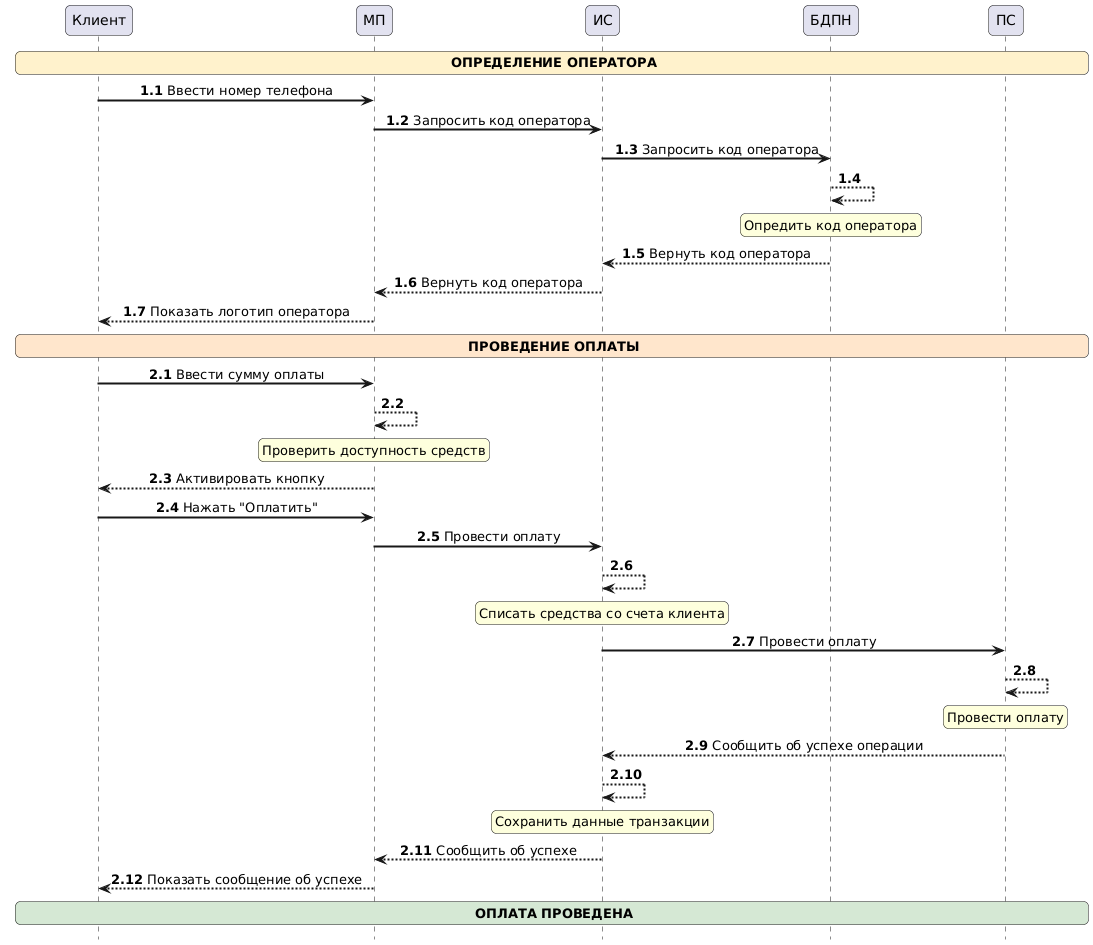 Клиент МП ИС БДПН ПС
ОПРЕДЕЛЕНИЕ ОПЕРАТОРА
1.1 Ввести номер телефона
1.2 Запросить код оператора
1.3 Запросить код оператора
1.4
Опредить код оператора
1.5 Вернуть код оператора
1.6 Вернуть код оператора
1.7 Показать логотип оператора
ПРОВЕДЕНИЕ ОПЛАТЫ
2.1 Ввести сумму оплаты
2.2
Проверить доступность средств
2.3 Активировать кнопку
2.4 Нажать "Оплатить"
2.5 Провести оплату
2.6
Списать средства со счета клиента
2.7 Провести оплату
2.8
Провести оплату
2.9 Сообщить об успехе операции
2.10
Сохранить данные транзакции
2.11 Сообщить об успехе
2.12 Показать сообщение об успехе
ОПЛАТА ПРОВЕДЕНА